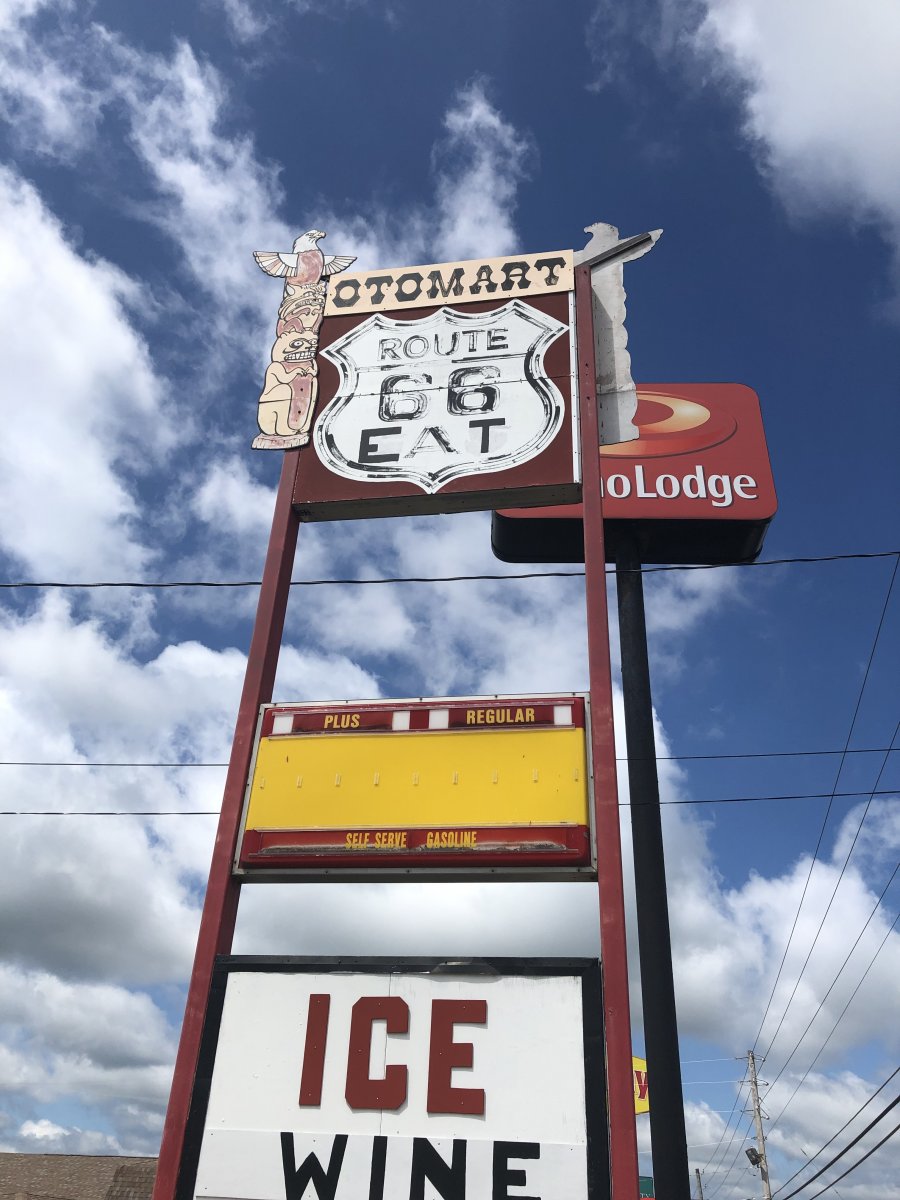 OTOMART
ROUTE
66
EAT
oLodge
PLUS REGULAR
SELF SERVE GASOLINE
ICE
WINE